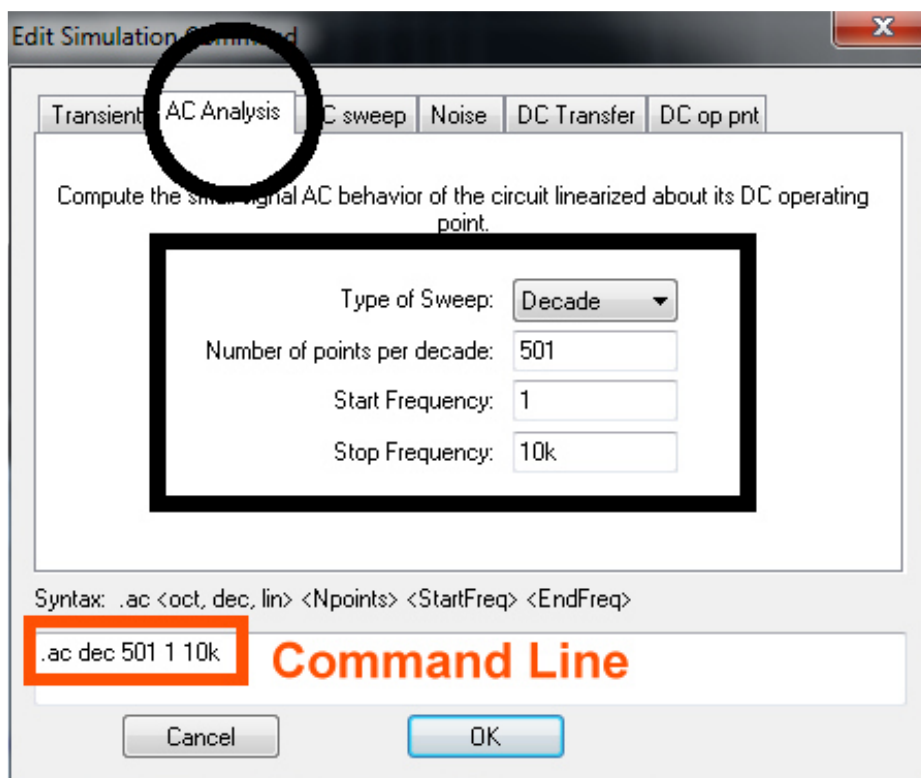 Edit Simulation Command
Transient AC Analysis DC sweep Noise DC Transfer DC op pnt
Compute the small signal AC behavior of the circuit linearized about its DC operating
point.
Type of Sweep: Decade
Number of points per decade: 501
Start Frequency: 1
Stop Frequency: 10k
Syntax: .ac <oct, dec, lin> <Npoints> <StartFreq> <EndFreq>
.ac dec 501 1 10k Command Line
Cancel OK